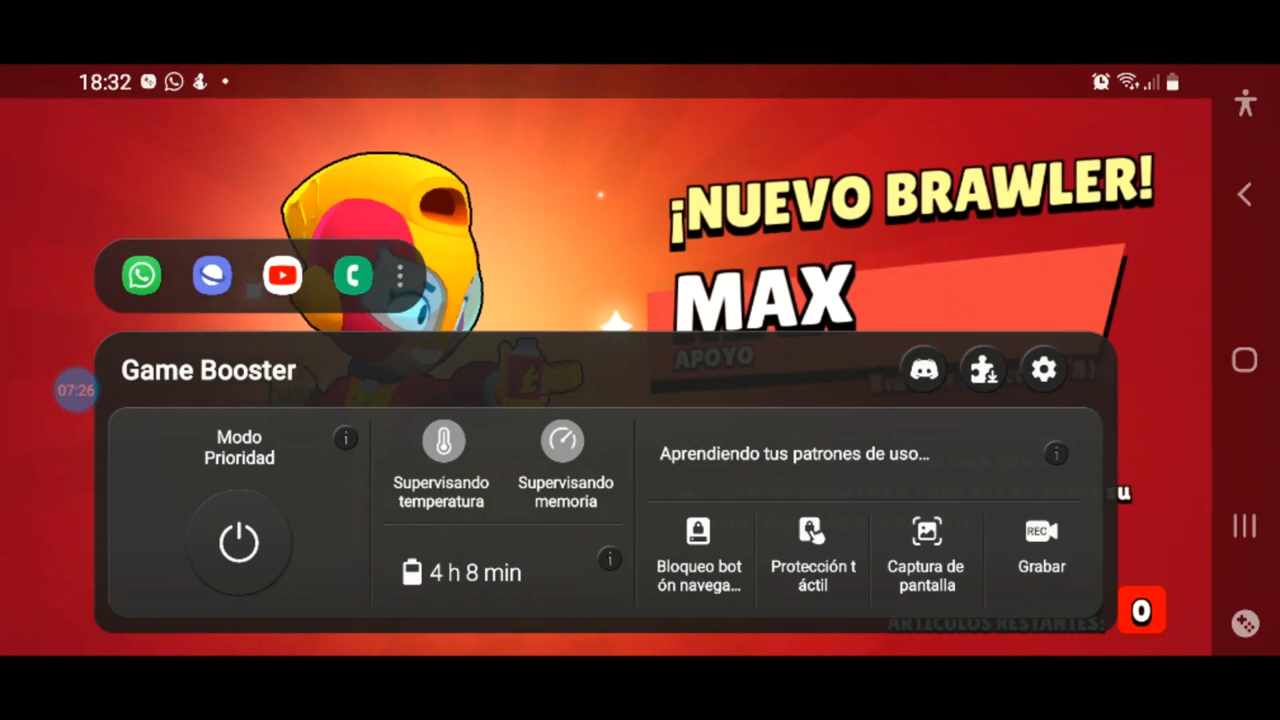 18:32
¡NUEVO BRAWLER!
MAX
APOYO
Game Booster
07:26
Modo
Prioridad
Supervisando
temperatura
Supervisando
memoria
4 h 8 min
Aprendiendo tus patrones de uso...
su
Bloqueo bot
ón navega...
Protección t
áctil
Captura de
pantalla
REC
Grabar
ARTÍCULOS RESTANTES:
0